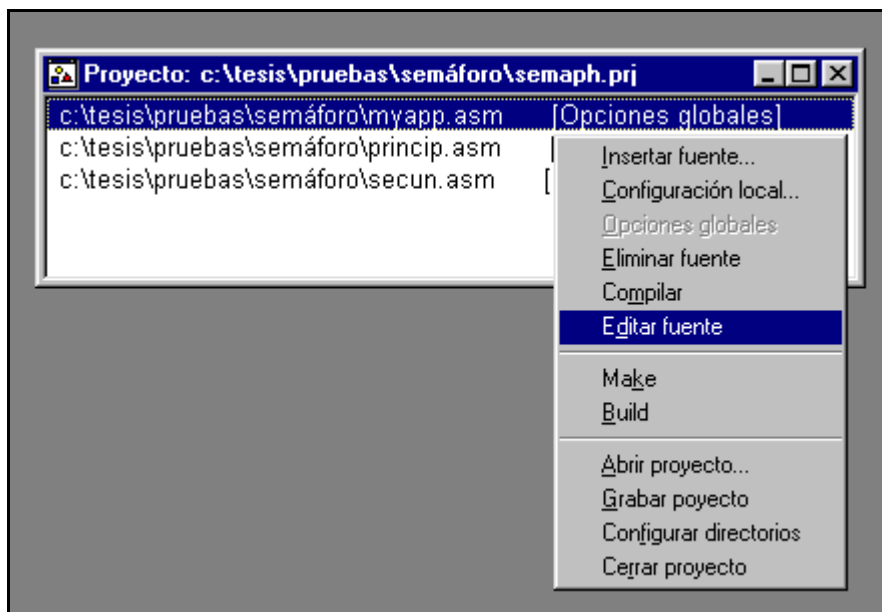 Proyecto: c:\tesis\pruebas\semáforo\semaph.prj
c:\tesis\pruebas\semáforo\myapp.asm [Opciones globales]
c:\tesis\pruebas\semáforo\princip.asm [
c:\tesis\pruebas\semáforo\secun.asm [
Insertar fuente...
Configuración local...
Opciones globales
Eliminar fuente
Compilar
Editar fuente
Make
Build
Abrir proyecto...
Grabar poyecto
Configurar directorios
Cerrar proyecto